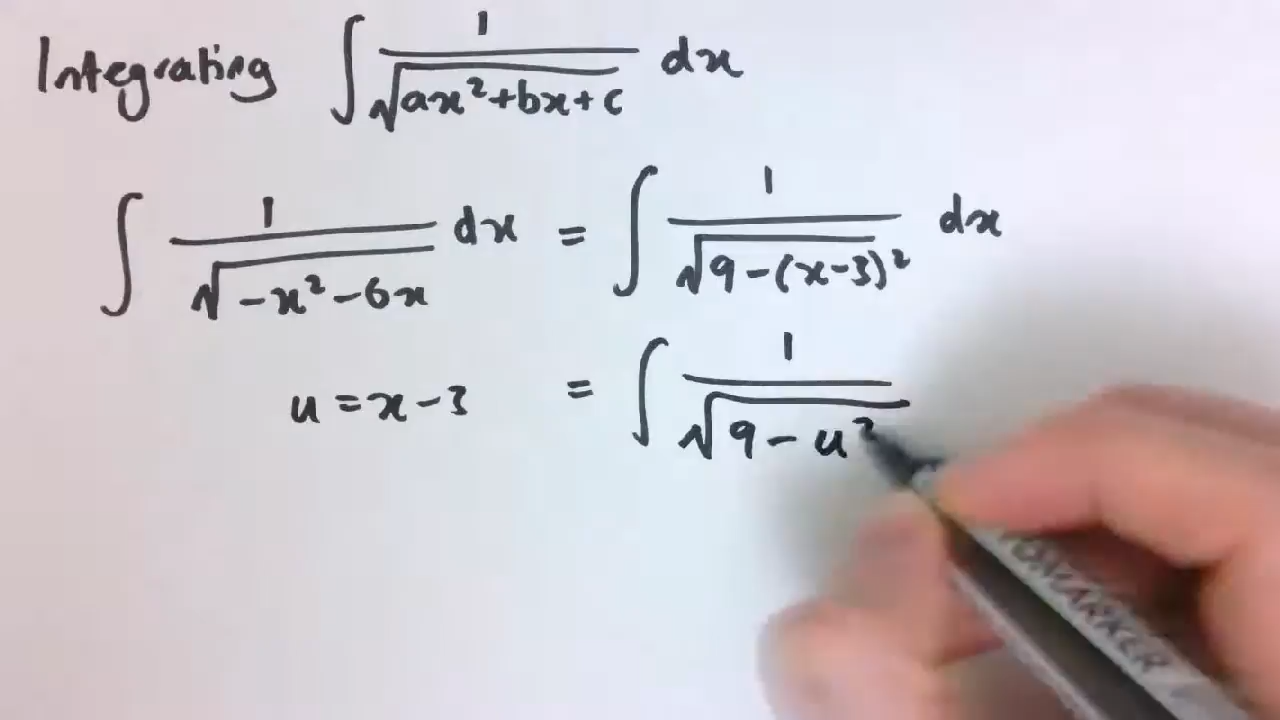 Integrating ∫ 1/√(ax²+bx+c) dx
∫ 1/√(-x²-6x) dx = ∫ 1/√(9-(x-3)²) dx
u = x-3 = ∫ 1/√(9-u²)